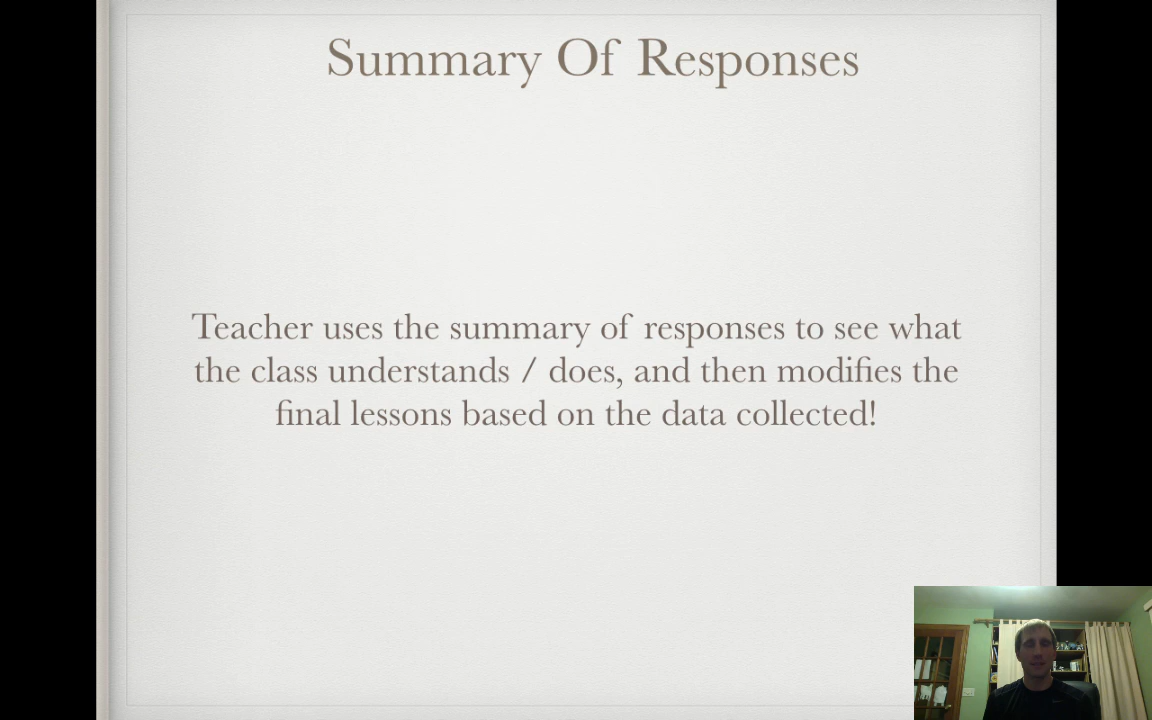 Summary Of Responses
Teacher uses the summary of responses to see what
the class understands / does, and then modifies the
final lessons based on the data collected!